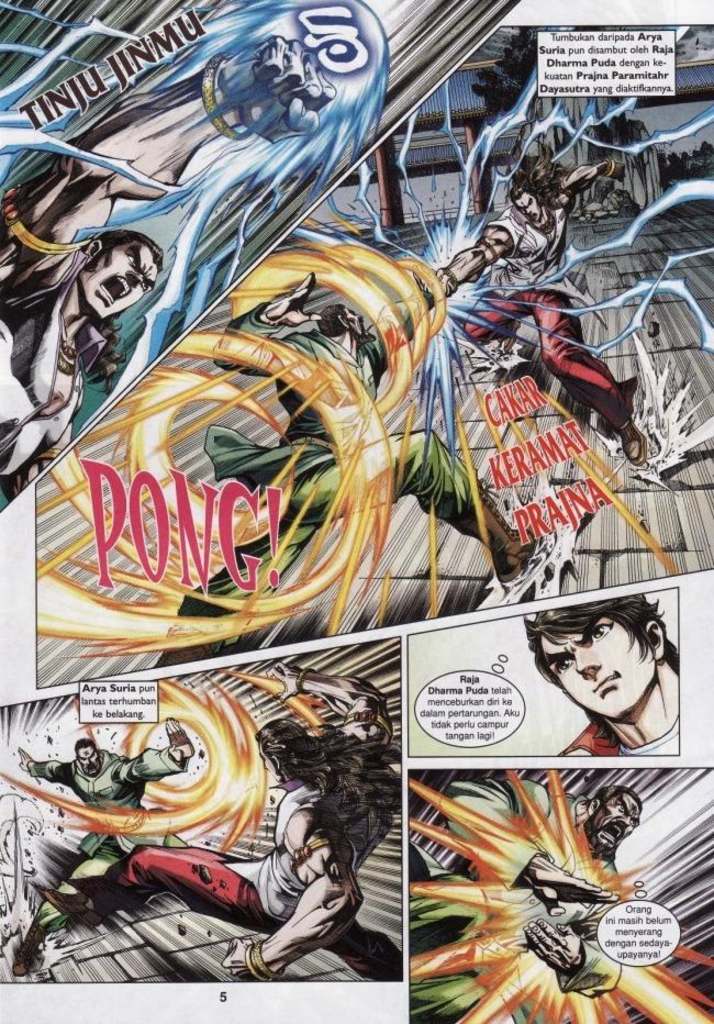 TINJU JINMU
Tumbukan daripada Arya
Suria pun disambut oleh Raja
Dharma Puda dengan ke-
kuatan Prajna Paramitahr
Dayasutra yang diaktifkannya.
CAKAR
KERAMAT
PRAJNA
PONG!
Arya Suria pun
lantas terhumban
ke belakang.
Raja
Dharma Puda telah
menceburkan diri ke
dalam pertarungan. Aku
tidak perlu campur
tangan lagi!
Orang
ini masih belum
menyerang
dengan sedaya-
upayanya!
5